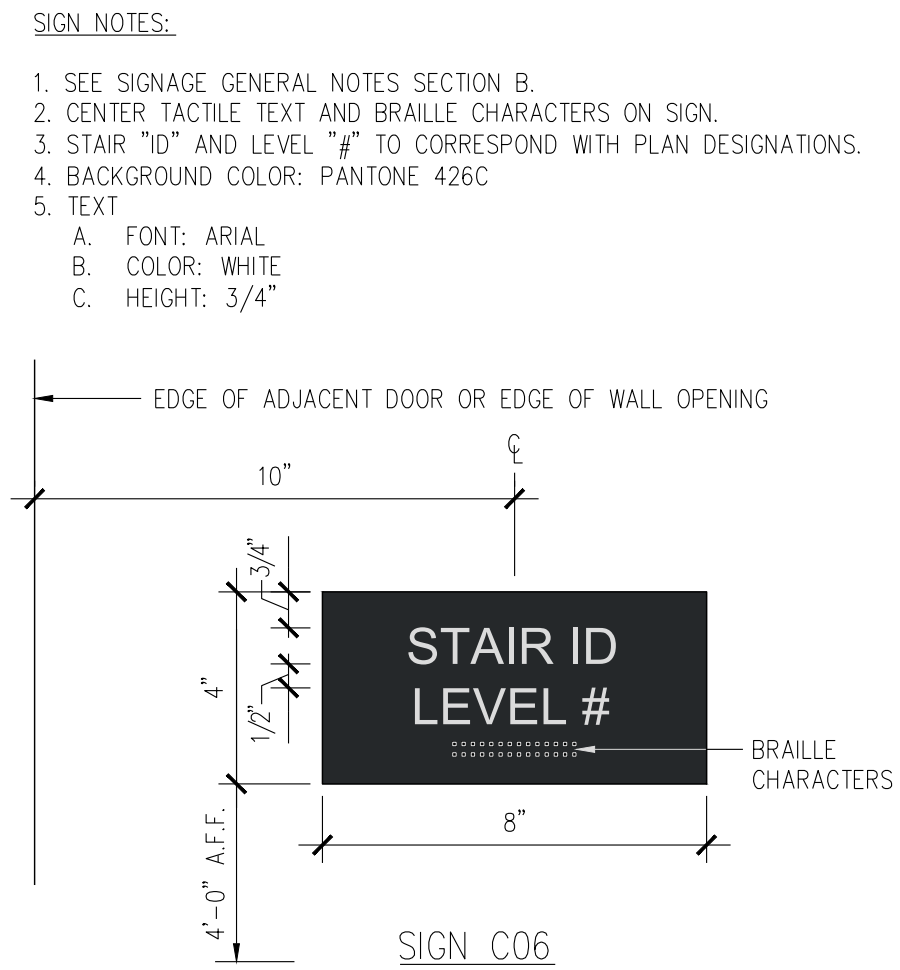 SIGN NOTES:
1. SEE SIGNAGE GENERAL NOTES SECTION B.
2. CENTER TACTILE TEXT AND BRAILLE CHARACTERS ON SIGN.
3. STAIR "ID" AND LEVEL "#" TO CORRESPOND WITH PLAN DESIGNATIONS.
4. BACKGROUND COLOR: PANTONE 426C
5. TEXT
A. FONT: ARIAL
B. COLOR: WHITE
C. HEIGHT: 3/4"
EDGE OF ADJACENT DOOR OR EDGE OF WALL OPENING
℄
10"
3/4"
4"
1/2"
STAIR ID
LEVEL #
BRAILLE
CHARACTERS
8"
4'-0" A.F.F.
SIGN C06